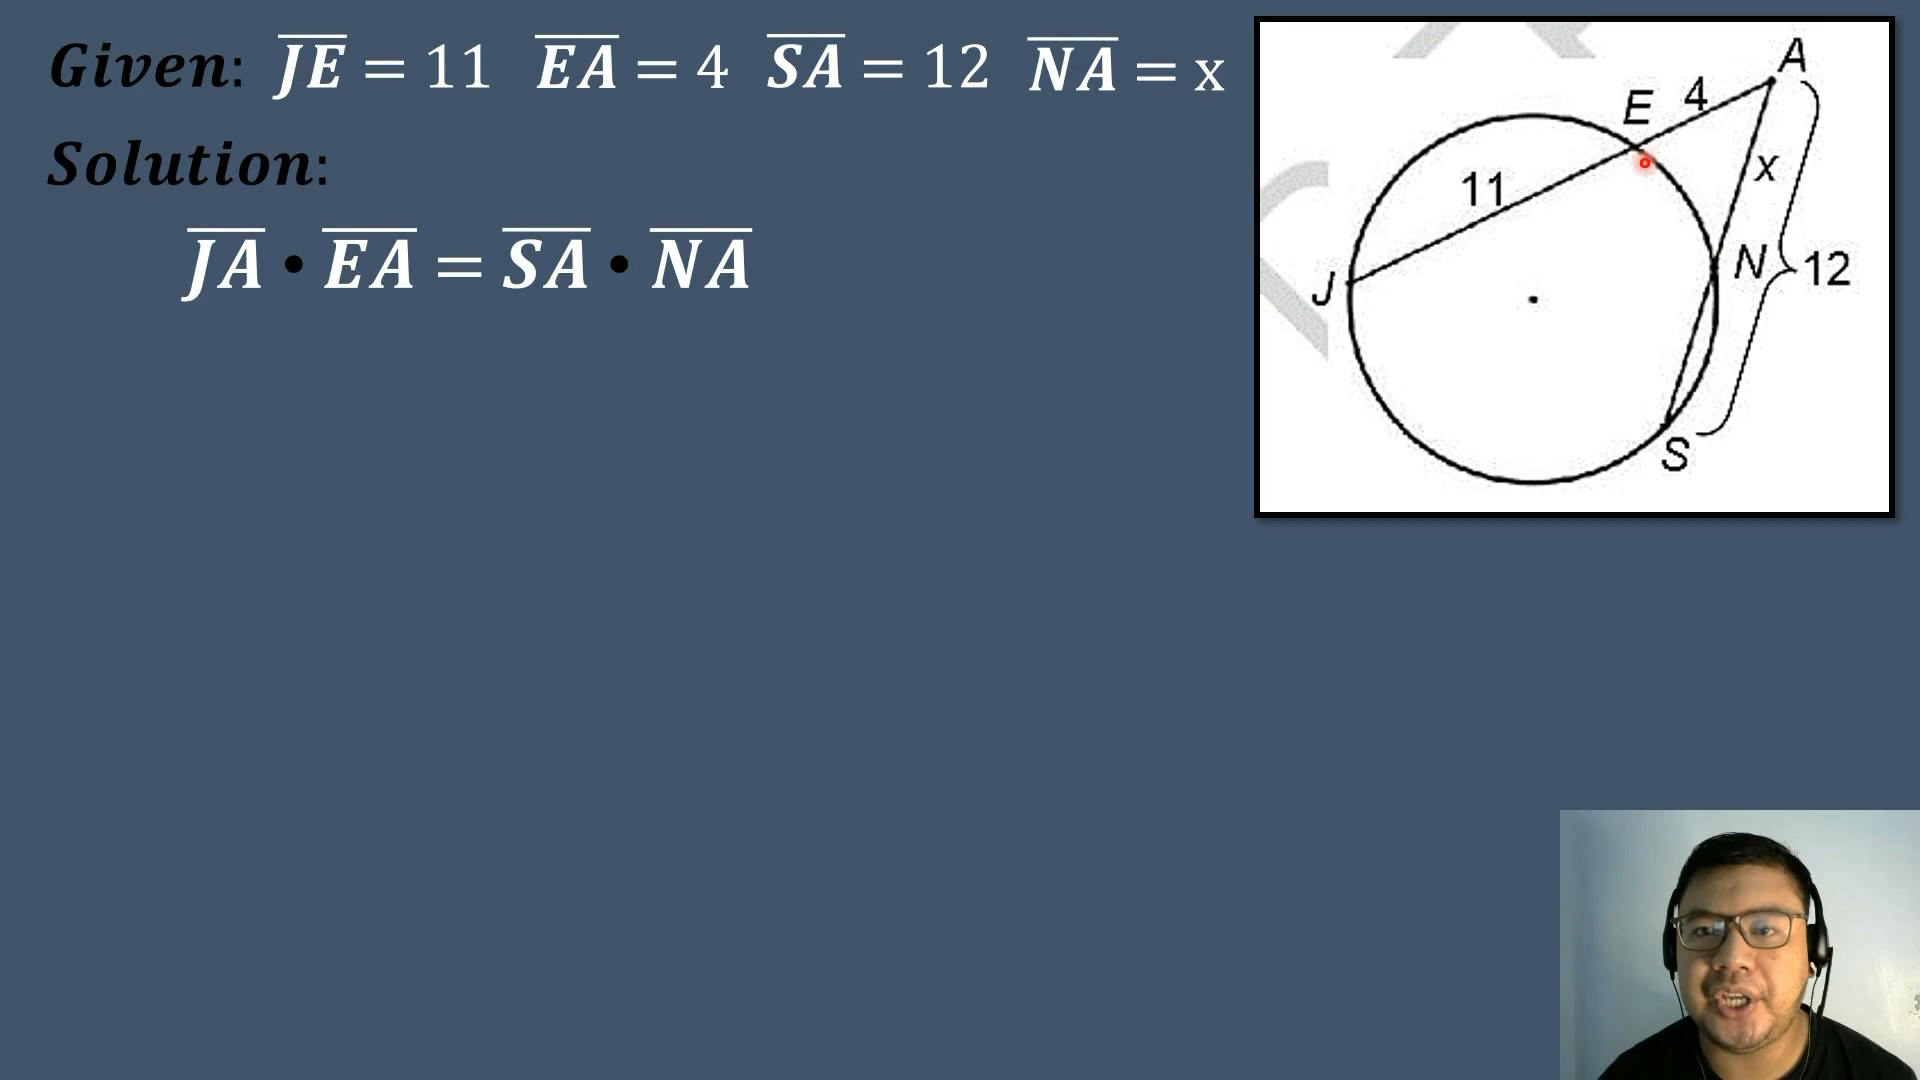 Given: JE = 11 EA = 4 SA = 12 NA = x
Solution:
JA • EA = SA • NA
A
E
4
x
11
N
12
J
S